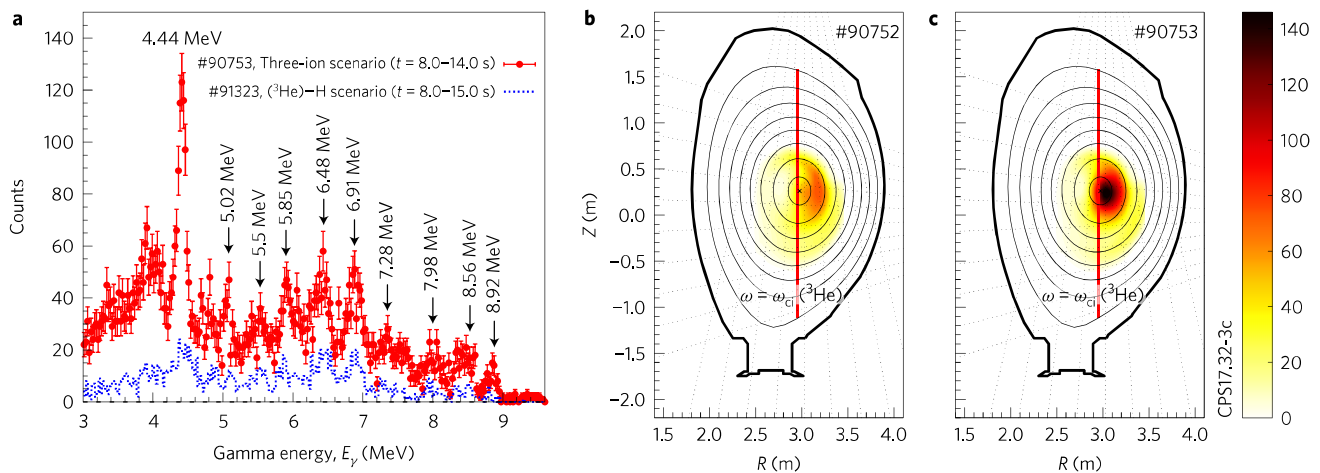 a
140
120
100
80
60
40
20
0
Counts
4.44 MeV
#90753, Three-ion scenario (t = 8.0–14.0 s)
#91323, (³He)–H scenario (t = 8.0–15.0 s)
5.02 MeV
5.5 MeV
5.85 MeV
6.48 MeV
6.91 MeV
7.28 MeV
7.98 MeV
8.56 MeV
8.92 MeV
3 4 5 6 7 8 9
Gamma energy, Eγ (MeV)
b
#90752
2.0
1.5
1.0
0.5
0.0
−0.5
−1.0
−1.5
−2.0
Z (m)
ω = ωci (³He)
1.5 2.0 2.5 3.0 3.5 4.0
R (m)
c
#90753
ω = ωci (³He)
1.5 2.0 2.5 3.0 3.5 4.0
R (m)
CPS17.32-3c
140
120
100
80
60
40
20
0